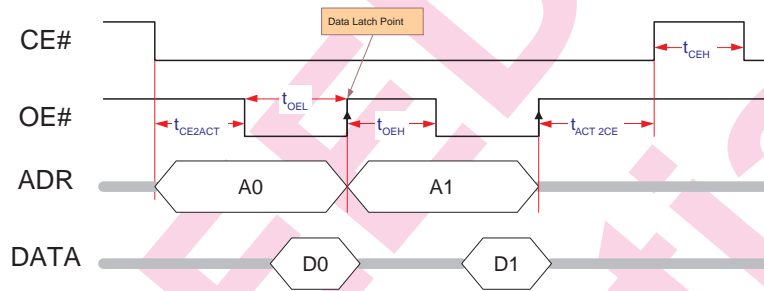 Data Latch Point
CE#
tCEH
OE#
tCE2ACT
tOEL
tOEH
tACT 2CE
ADR
A0
A1
DATA
D0
D1